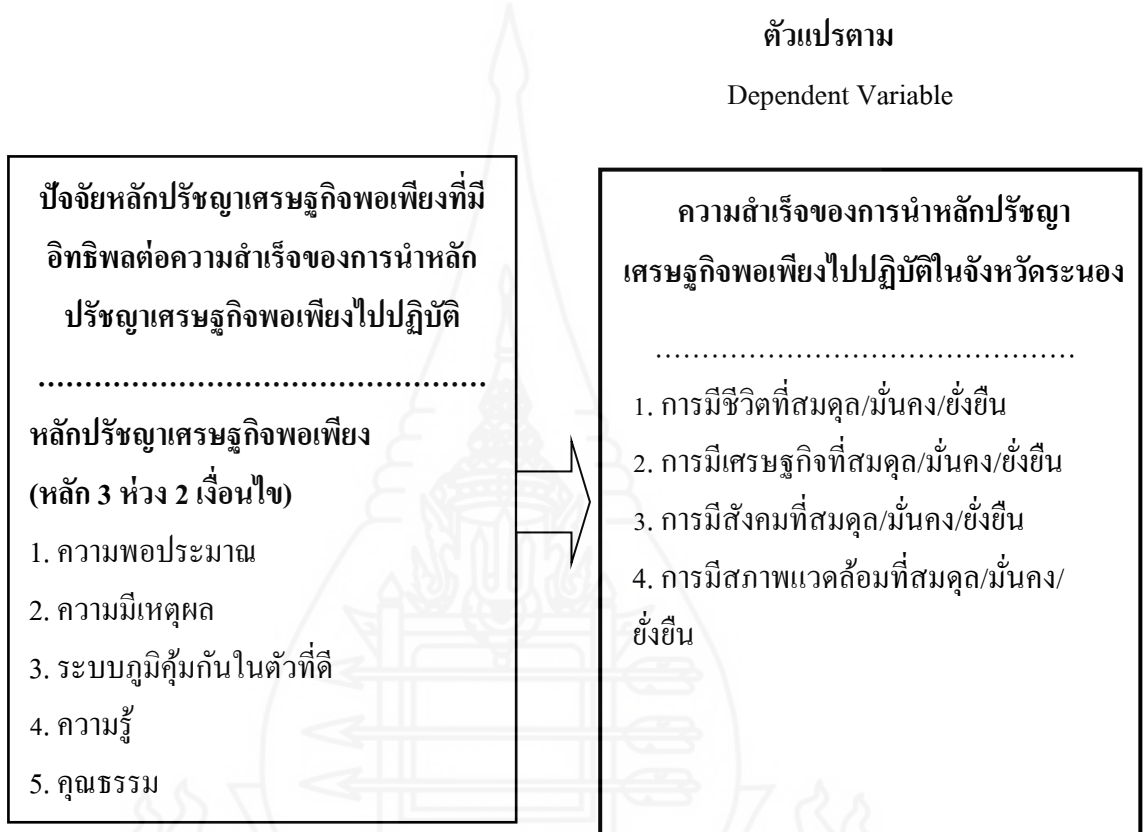 ตัวแปรตาม
Dependent Variable
ปัจจัยหลักปรัชญาเศรษฐกิจพอเพียงที่มี
อิทธิพลต่อความสำเร็จของการนำหลัก
ปรัชญาเศรษฐกิจพอเพียงไปปฏิบัติ
................................................
หลักปรัชญาเศรษฐกิจพอเพียง
(หลัก 3 ห่วง 2 เงื่อนไข)
1. ความพอประมาณ
2. ความมีเหตุผล
3. ระบบภูมิคุ้มกันในตัวที่ดี
4. ความรู้
5. คุณธรรม
ความสำเร็จของการนำหลักปรัชญา
เศรษฐกิจพอเพียงไปปฏิบัติในจังหวัดระนอง
.............................................
1. การมีชีวิตที่สมดุล/มั่นคง/ยั่งยืน
2. การมีเศรษฐกิจที่สมดุล/มั่นคง/ยั่งยืน
3. การมีสังคมที่สมดุล/มั่นคง/ยั่งยืน
4. การมีสภาพแวดล้อมที่สมดุล/มั่นคง/
ยั่งยืน